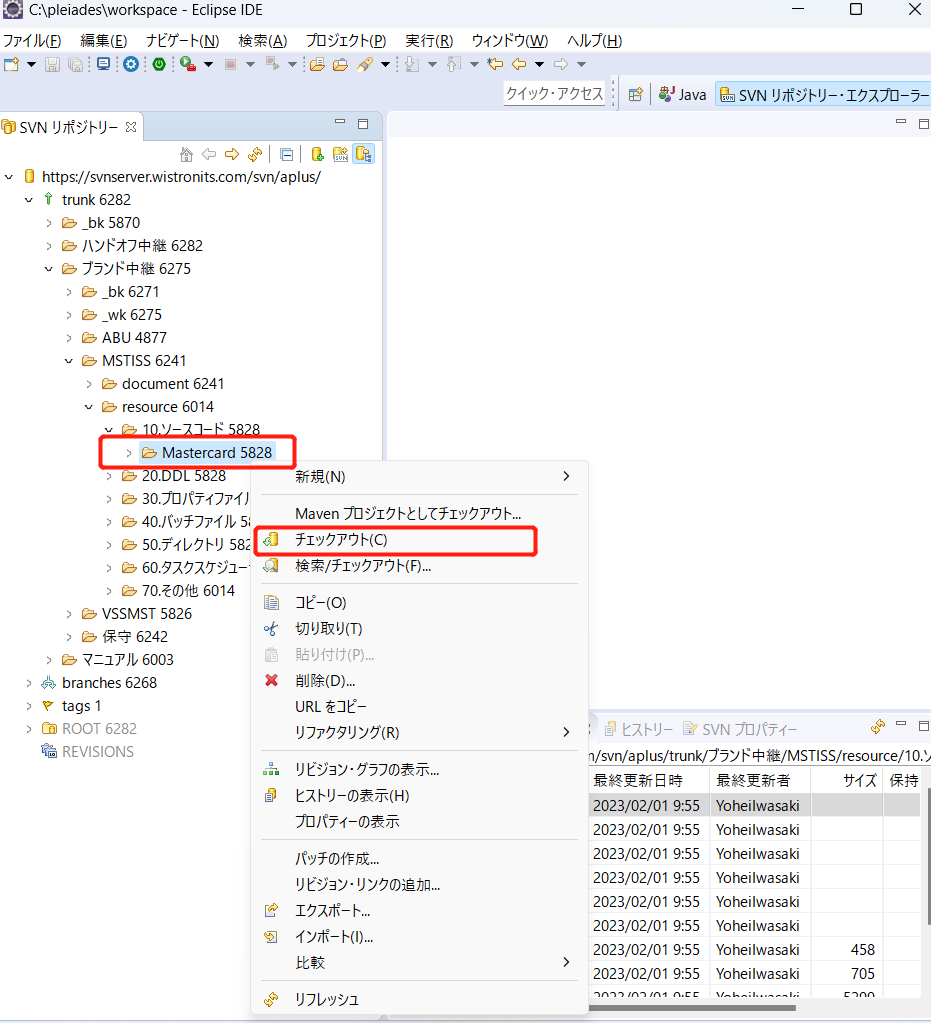 C:\pleiades\workspace - Eclipse IDE
ファイル(F) 編集(E) ナビゲート(N) 検索(A) プロジェクト(P) 実行(R) ウィンドウ(W) ヘルプ(H)
クイック・アクセス
Java
SVN リポジトリー・エクスプローラー
SVN リポジトリー
https://svnserver.wistronits.com/svn/aplus/
trunk 6282
_bk 5870
ハンドオフ中継 6282
ブランド中継 6275
_bk 6271
_wk 6275
ABU 4877
MSTISS 6241
document 6241
resource 6014
10.ソースコード 5828
Mastercard 5828
20.DDL 5828
30.プロパティファイル
40.バッチファイル
50.ディレクトリ
60.タスクスケジュー
70.その他 6014
VSSMST 5826
保守 6242
マニュアル 6003
branches 6268
tags 1
ROOT 6282
REVISIONS
新規(N)
Maven プロジェクトとしてチェックアウト...
チェックアウト(C)
検索/チェックアウト(F)...
コピー(O)
切り取り(T)
貼り付け(P)...
削除(D)...
URL をコピー
リファクタリング(R)
リビジョン・グラフの表示...
ヒストリーの表示(H)
プロパティーの表示
パッチの作成...
リビジョン・リンクの追加...
エクスポート...
インポート(I)...
比較
リフレッシュ
ヒストリー SVN プロパティー
/svn/aplus/trunk/ブランド中継/MSTISS/resource/10.ソ
最終更新日時 最終更新者 サイズ 保持
2023/02/01 9:55 YoheiIwasaki
2023/02/01 9:55 YoheiIwasaki
2023/02/01 9:55 YoheiIwasaki
2023/02/01 9:55 YoheiIwasaki
2023/02/01 9:55 YoheiIwasaki
2023/02/01 9:55 YoheiIwasaki
2023/02/01 9:55 YoheiIwasaki 458
2023/02/01 9:55 YoheiIwasaki 705
2023/02/01 9:55 YoheiIwasaki